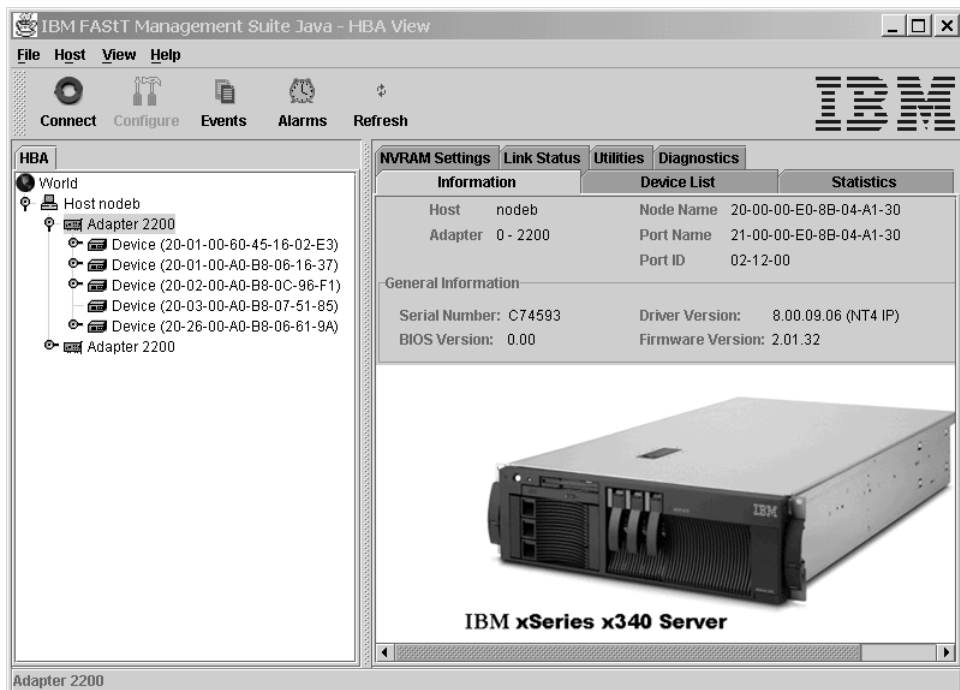 IBM FAStT Management Suite Java - HBA View
File Host View Help
Connect Configure Events Alarms Refresh
IBM
HBA
World
Host nodeb
Adapter 2200
Device (20-01-00-60-45-16-02-E3)
Device (20-01-00-A0-B8-06-16-37)
Device (20-02-00-A0-B8-0C-96-F1)
Device (20-03-00-A0-B8-07-51-85)
Device (20-26-00-A0-B8-06-61-9A)
Adapter 2200
NVRAM Settings Link Status Utilities Diagnostics
Information Device List Statistics
Host nodeb Node Name 20-00-00-E0-8B-04-A1-30
Adapter 0 - 2200 Port Name 21-00-00-E0-8B-04-A1-30
Port ID 02-12-00
General Information
Serial Number: C74593 Driver Version: 8.00.09.06 (NT4 IP)
BIOS Version: 0.00 Firmware Version: 2.01.32
IBM
IBM xSeries x340 Server
Adapter 2200